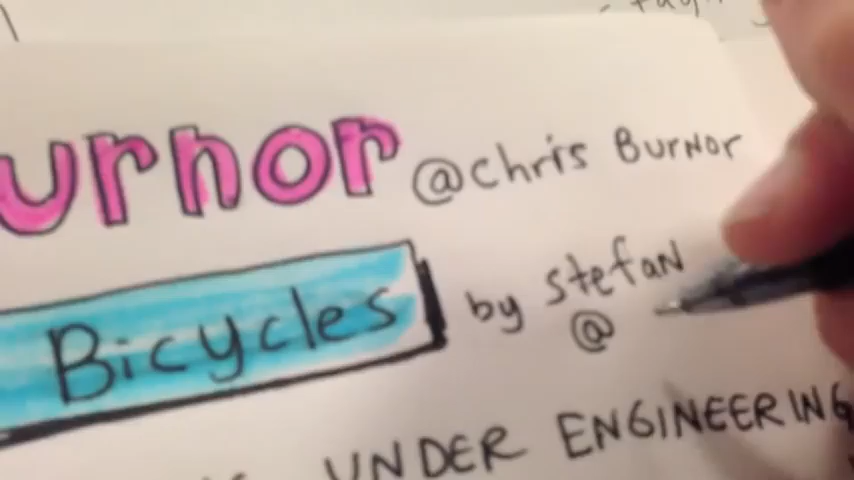 urnor @chris Burnor
Bicycles by stefan
@
UNDER ENGINEERING